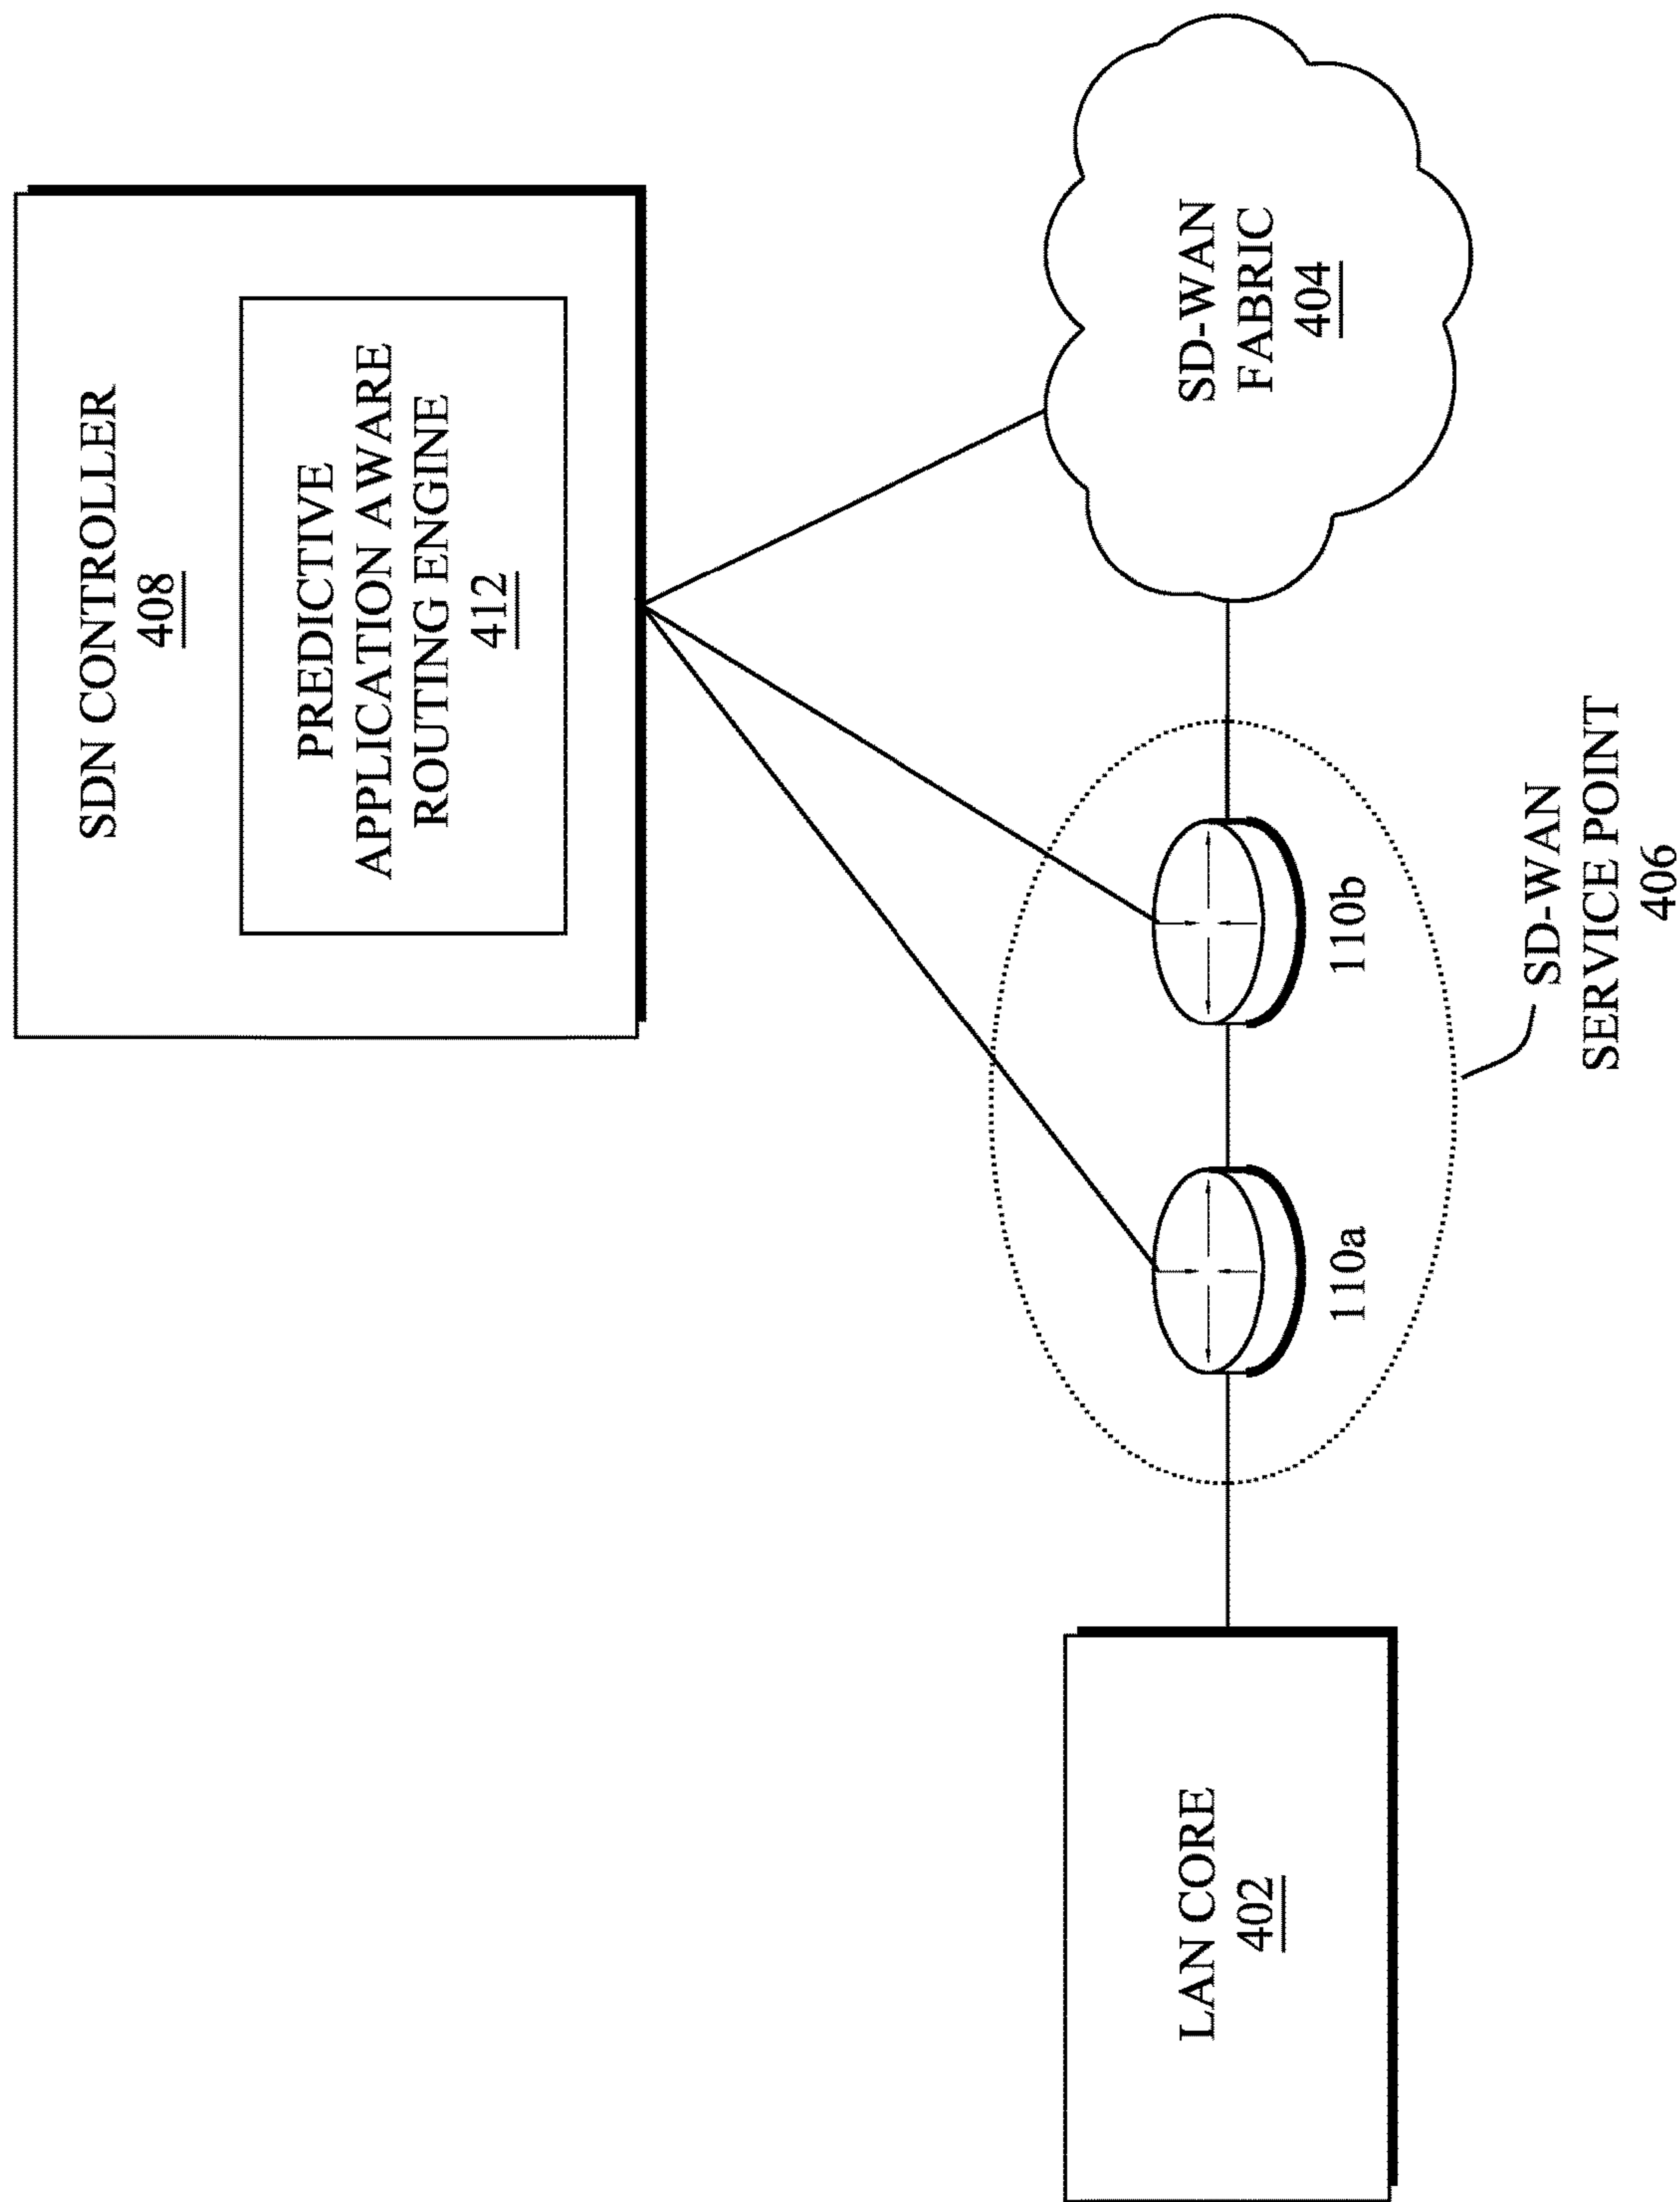 SDN CONTROLLER
408
PREDICTIVE
APPLICATION AWARE
ROUTING ENGINE
412
LAN CORE
402
110a
110b
SD-WAN
FABRIC
404
SD-WAN
SERVICE POINT
406